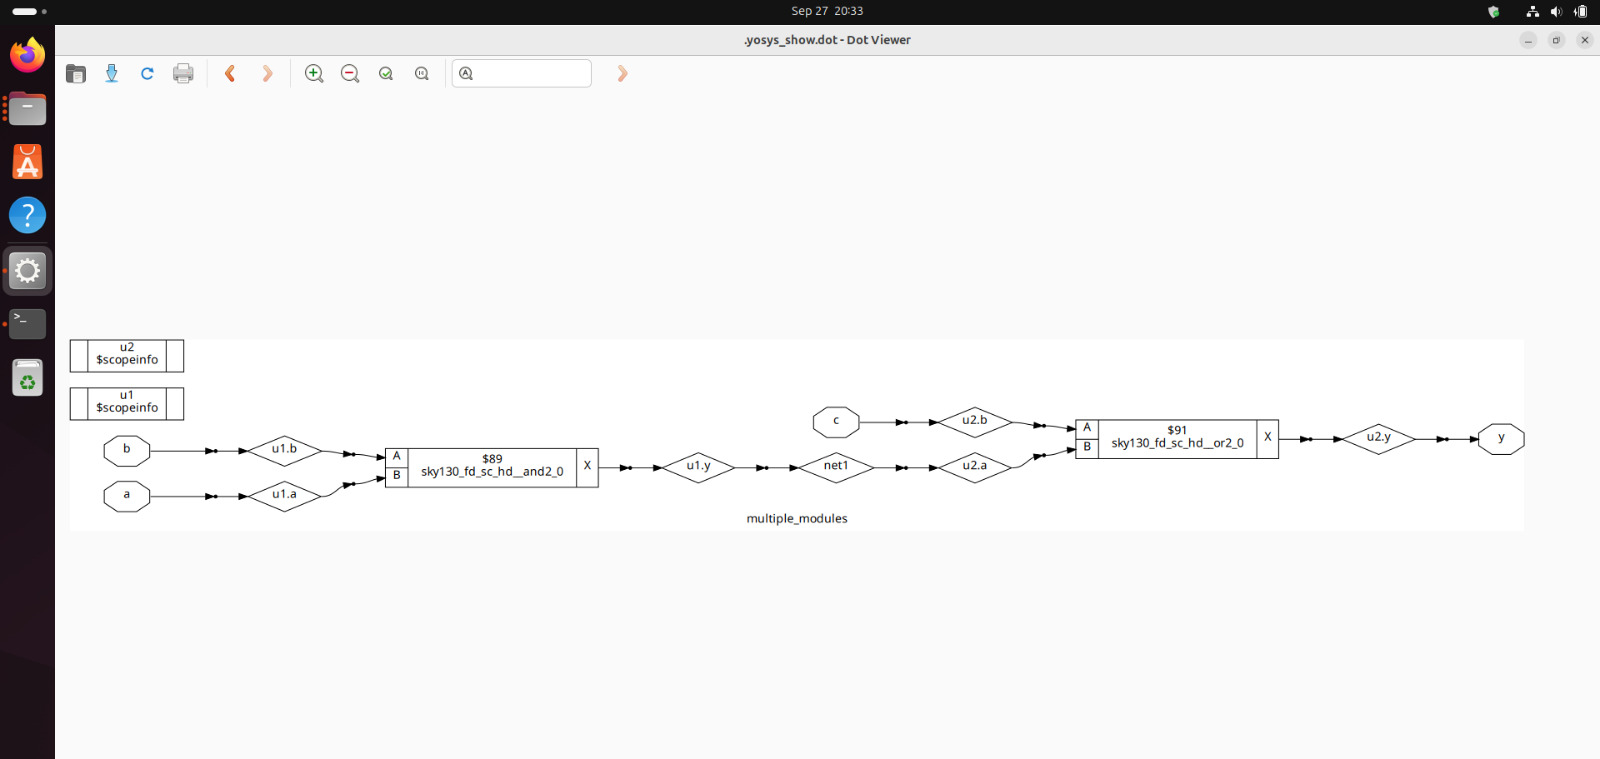 Sep 27 20:33
.yosys_show.dot - Dot Viewer
u2
$scopeinfo
u1
$scopeinfo
b
u1.b
a
u1.a
A
B
$89
sky130_fd_sc_hd__and2_0
X
u1.y
net1
c
u2.b
u2.a
A
B
$91
sky130_fd_sc_hd__or2_0
X
u2.y
y
multiple_modules